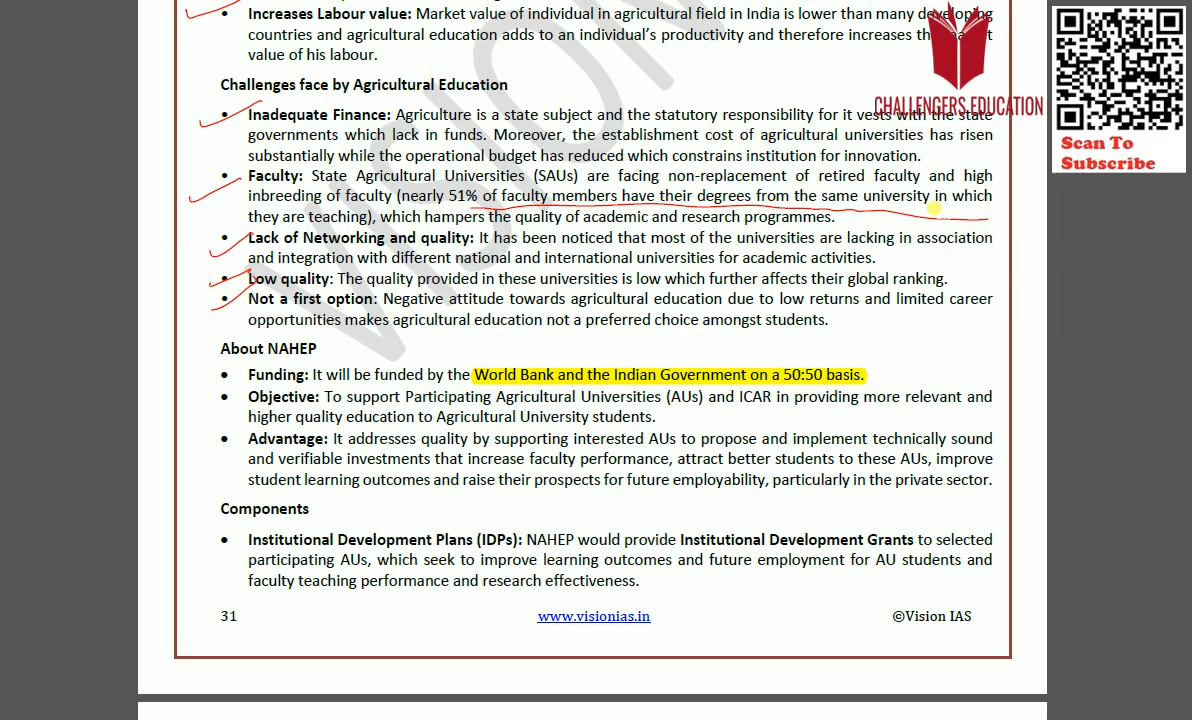 Increases Labour value: Market value of individual in agricultural field in India is lower than many developing
countries and agricultural education adds to an individual's productivity and therefore increases the market
value of his labour.
Challenges face by Agricultural Education
Inadequate Finance: Agriculture is a state subject and the statutory responsibility for it vests with the state
governments which lack in funds. Moreover, the establishment cost of agricultural universities has risen
substantially while the operational budget has reduced which constrains institution for innovation.
Faculty: State Agricultural Universities (SAUs) are facing non-replacement of retired faculty and high
inbreeding of faculty (nearly 51% of faculty members have their degrees from the same university in which
they are teaching), which hampers the quality of academic and research programmes.
Lack of Networking and quality: It has been noticed that most of the universities are lacking in association
and integration with different national and international universities for academic activities.
Low quality: The quality provided in these universities is low which further affects their global ranking.
Not a first option: Negative attitude towards agricultural education due to low returns and limited career
opportunities makes agricultural education not a preferred choice amongst students.
About NAHEP
Funding: It will be funded by the World Bank and the Indian Government on a 50:50 basis.
Objective: To support Participating Agricultural Universities (AUs) and ICAR in providing more relevant and
higher quality education to Agricultural University students.
Advantage: It addresses quality by supporting interested AUs to propose and implement technically sound
and verifiable investments that increase faculty performance, attract better students to these AUs, improve
student learning outcomes and raise their prospects for future employability, particularly in the private sector.
Components
Institutional Development Plans (IDPs): NAHEP would provide Institutional Development Grants to selected
participating AUs, which seek to improve learning outcomes and future employment for AU students and
faculty teaching performance and research effectiveness.
31
www.visionias.in
©Vision IAS
VISION
CHALLENGERS EDUCATION
Scan To
Subscribe